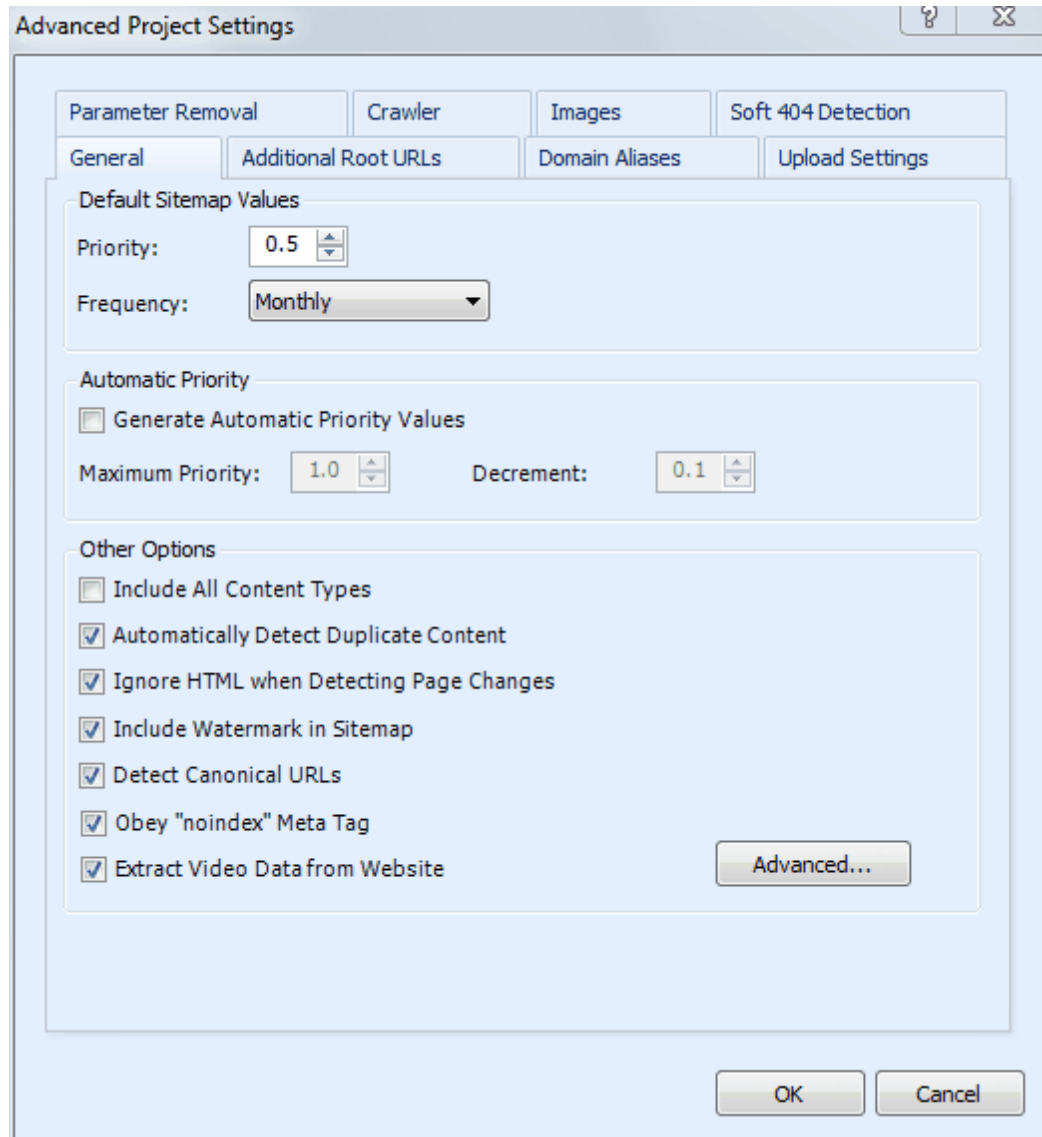 Advanced Project Settings
Parameter Removal Crawler Images Soft 404 Detection
General Additional Root URLs Domain Aliases Upload Settings
Default Sitemap Values
Priority: 0.5
Frequency: Monthly
Automatic Priority
Generate Automatic Priority Values
Maximum Priority: 1.0 Decrement: 0.1
Other Options
Include All Content Types
Automatically Detect Duplicate Content
Ignore HTML when Detecting Page Changes
Include Watermark in Sitemap
Detect Canonical URLs
Obey "noindex" Meta Tag
Extract Video Data from Website Advanced...
OK Cancel